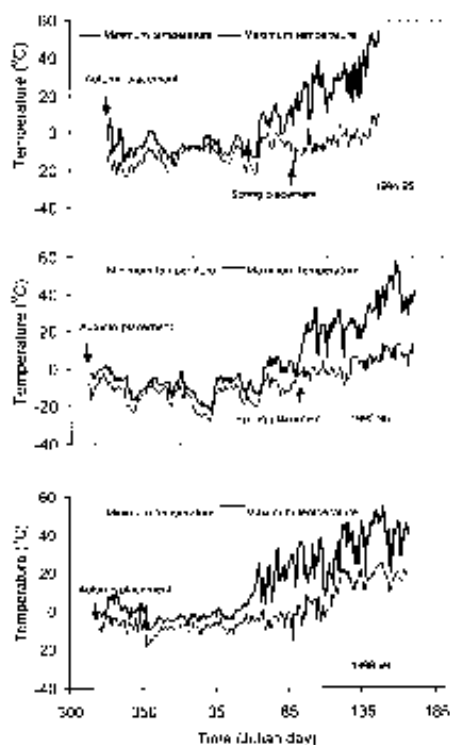 60
Minimum temperature Maximum temperature
40
Autumn placement
20
0
-20
Spring placement
-40
Temperature (°C)
60
Minimum temperature Maximum temperature
40
Autumn placement
20
0
-20
-40
Temperature (°C)
60
Minimum temperature Maximum temperature
40
20
Autumn placement
0
-20
-40
Temperature (°C)
300 350 35 85 135 185
Time (Julian day)